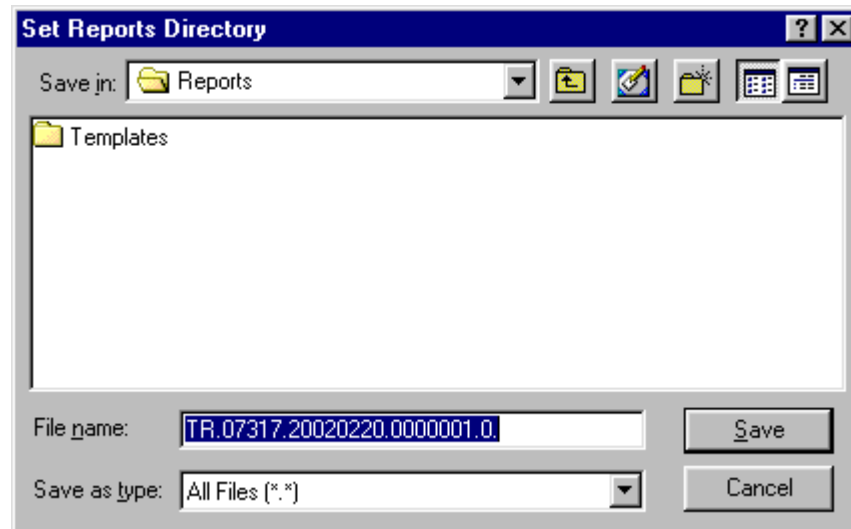 Set Reports Directory
Save in: Reports
Templates
File name: TR.07317.20020220.0000001.0. Save
Save as type: All Files (*.*) Cancel